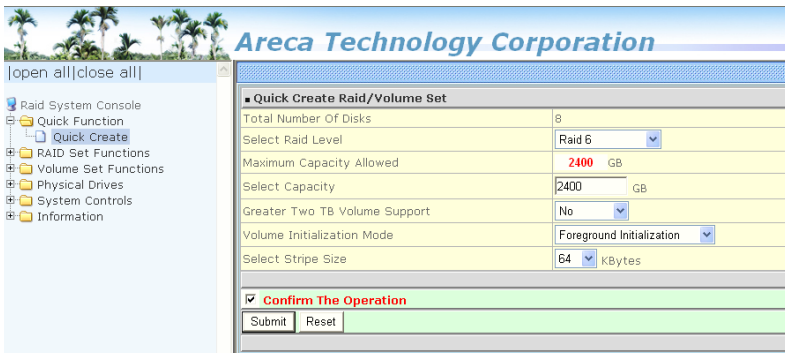 Areca Technology Corporation
|open all|close all|
Raid System Console
Quick Function
Quick Create
RAID Set Functions
Volume Set Functions
Physical Drives
System Controls
Information
Quick Create Raid/Volume Set
Total Number Of Disks 8
Select Raid Level Raid 6
Maximum Capacity Allowed 2400 GB
Select Capacity 2400 GB
Greater Two TB Volume Support No
Volume Initialization Mode Foreground Initialization
Select Stripe Size 64 KBytes
Confirm The Operation
Submit Reset